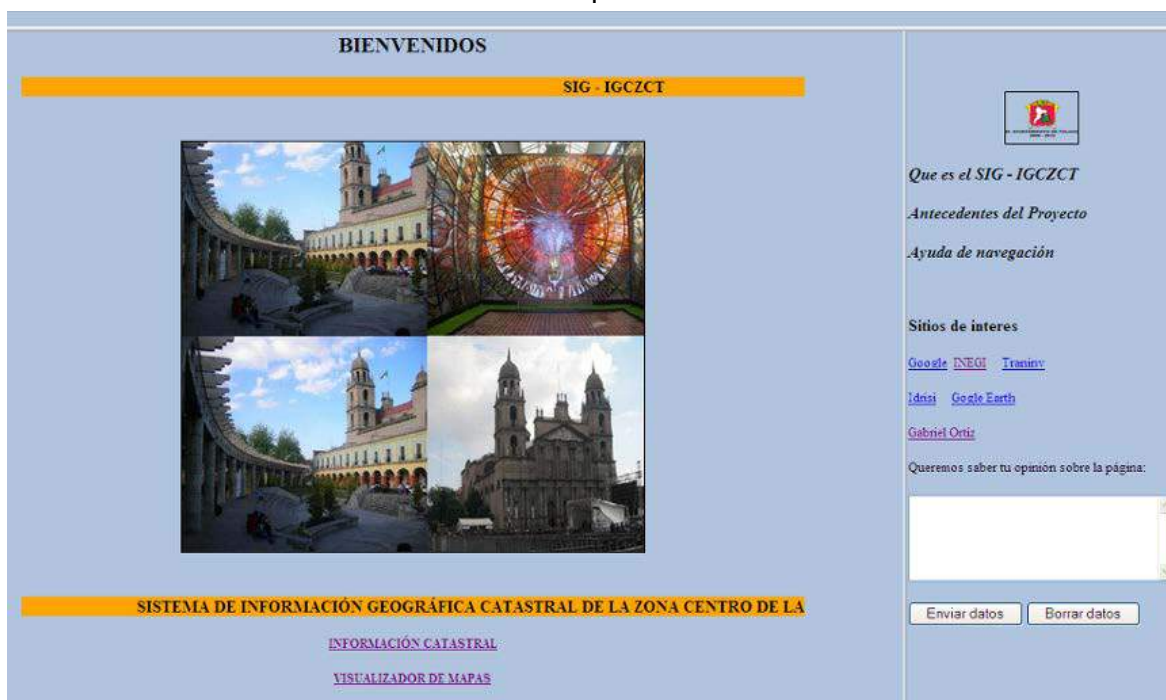 BIENVENIDOS
SIG - IGCZCT
SISTEMA DE INFORMACIÓN GEOGRÁFICA CATASTRAL DE LA ZONA CENTRO DE LA
INFORMACIÓN CATASTRAL
VISUALIZADOR DE MAPAS
Que es el SIG - IGCZCT
Antecedentes del Proyecto
Ayuda de navegación
Sitios de interes
Google INEGI Traninv
Idrisi Gogle Earth
Gabriel Ortiz
Queremos saber tu opinión sobre la página:
Enviar datos Borrar datos